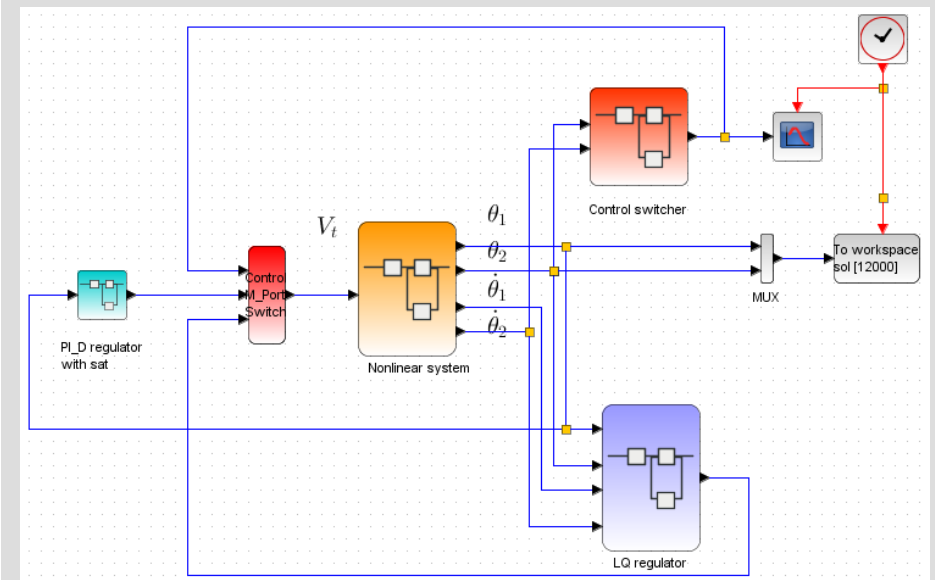 Control switcher
θ₁
V_t
θ₂
To workspace
sol [12000]
Control
M_Port
Switch
θ̇₁
MUX
θ̇₂
PI_D regulator
with sat
Nonlinear system
LQ regulator